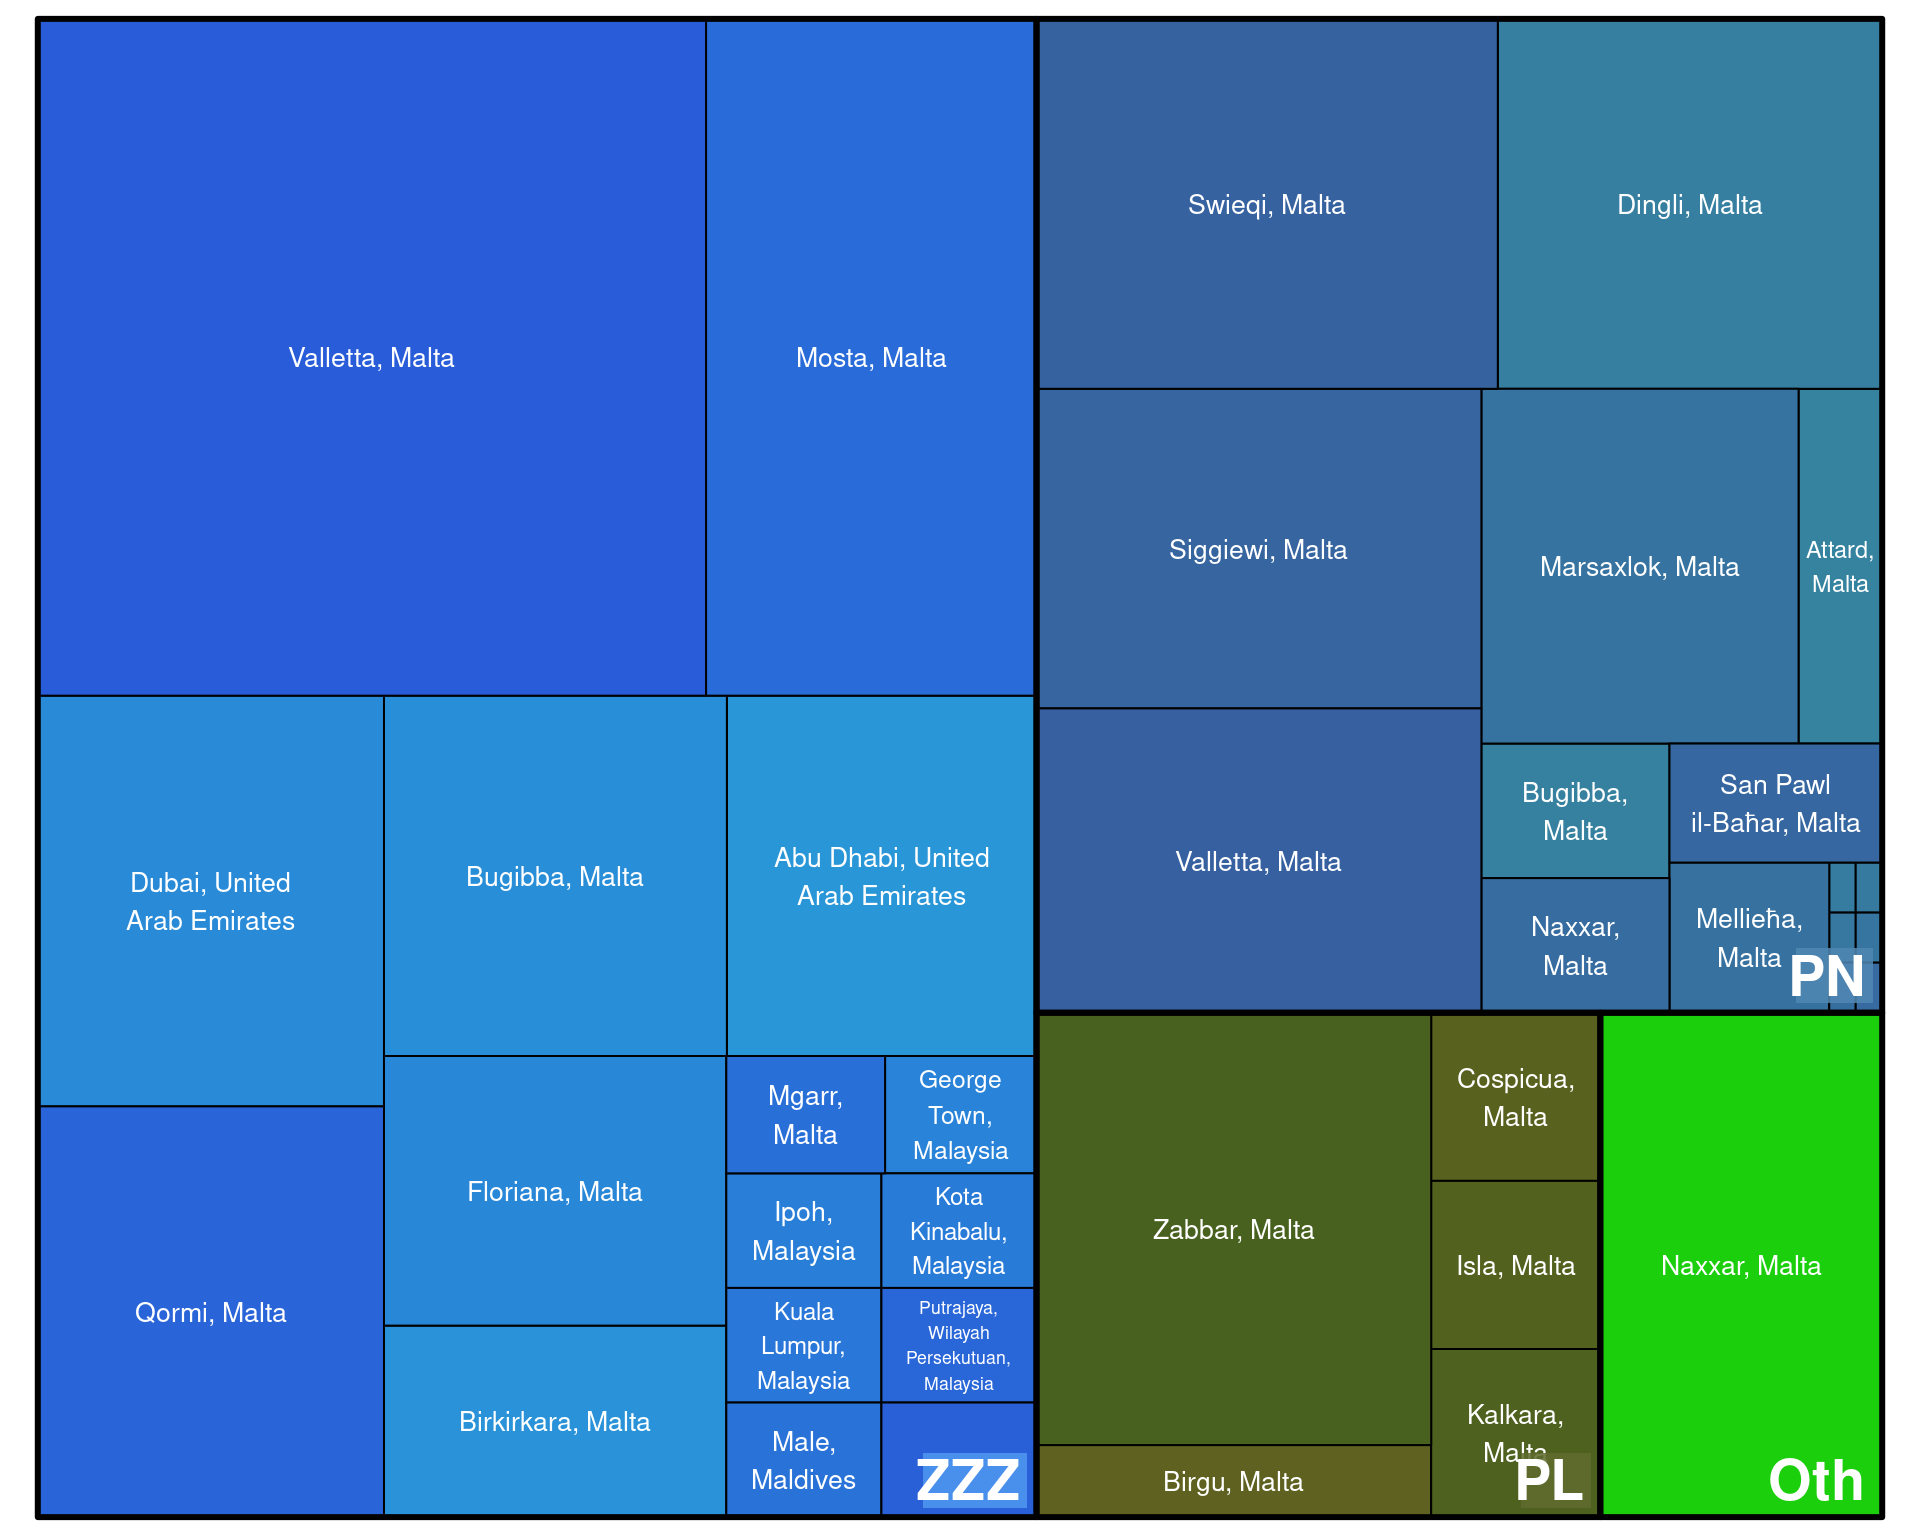 Valletta, Malta
Mosta, Malta
Dubai, United
Arab Emirates
Bugibba, Malta
Abu Dhabi, United
Arab Emirates
Qormi, Malta
Floriana, Malta
Birkirkara, Malta
Mgarr,
Malta
George
Town,
Malaysia
Ipoh,
Malaysia
Kota
Kinabalu,
Malaysia
Kuala
Lumpur,
Malaysia
Putrajaya,
Wilayah
Persekutuan,
Malaysia
Male,
Maldives
ZZZ
Swieqi, Malta
Dingli, Malta
Siggiewi, Malta
Marsaxlok, Malta
Attard,
Malta
Valletta, Malta
Bugibba,
Malta
San Pawl
il-Baħar, Malta
Naxxar,
Malta
Mellieħa,
Malta
PN
Zabbar, Malta
Cospicua,
Malta
Isla, Malta
Kalkara,
Malta
Birgu, Malta
PL
Naxxar, Malta
Oth